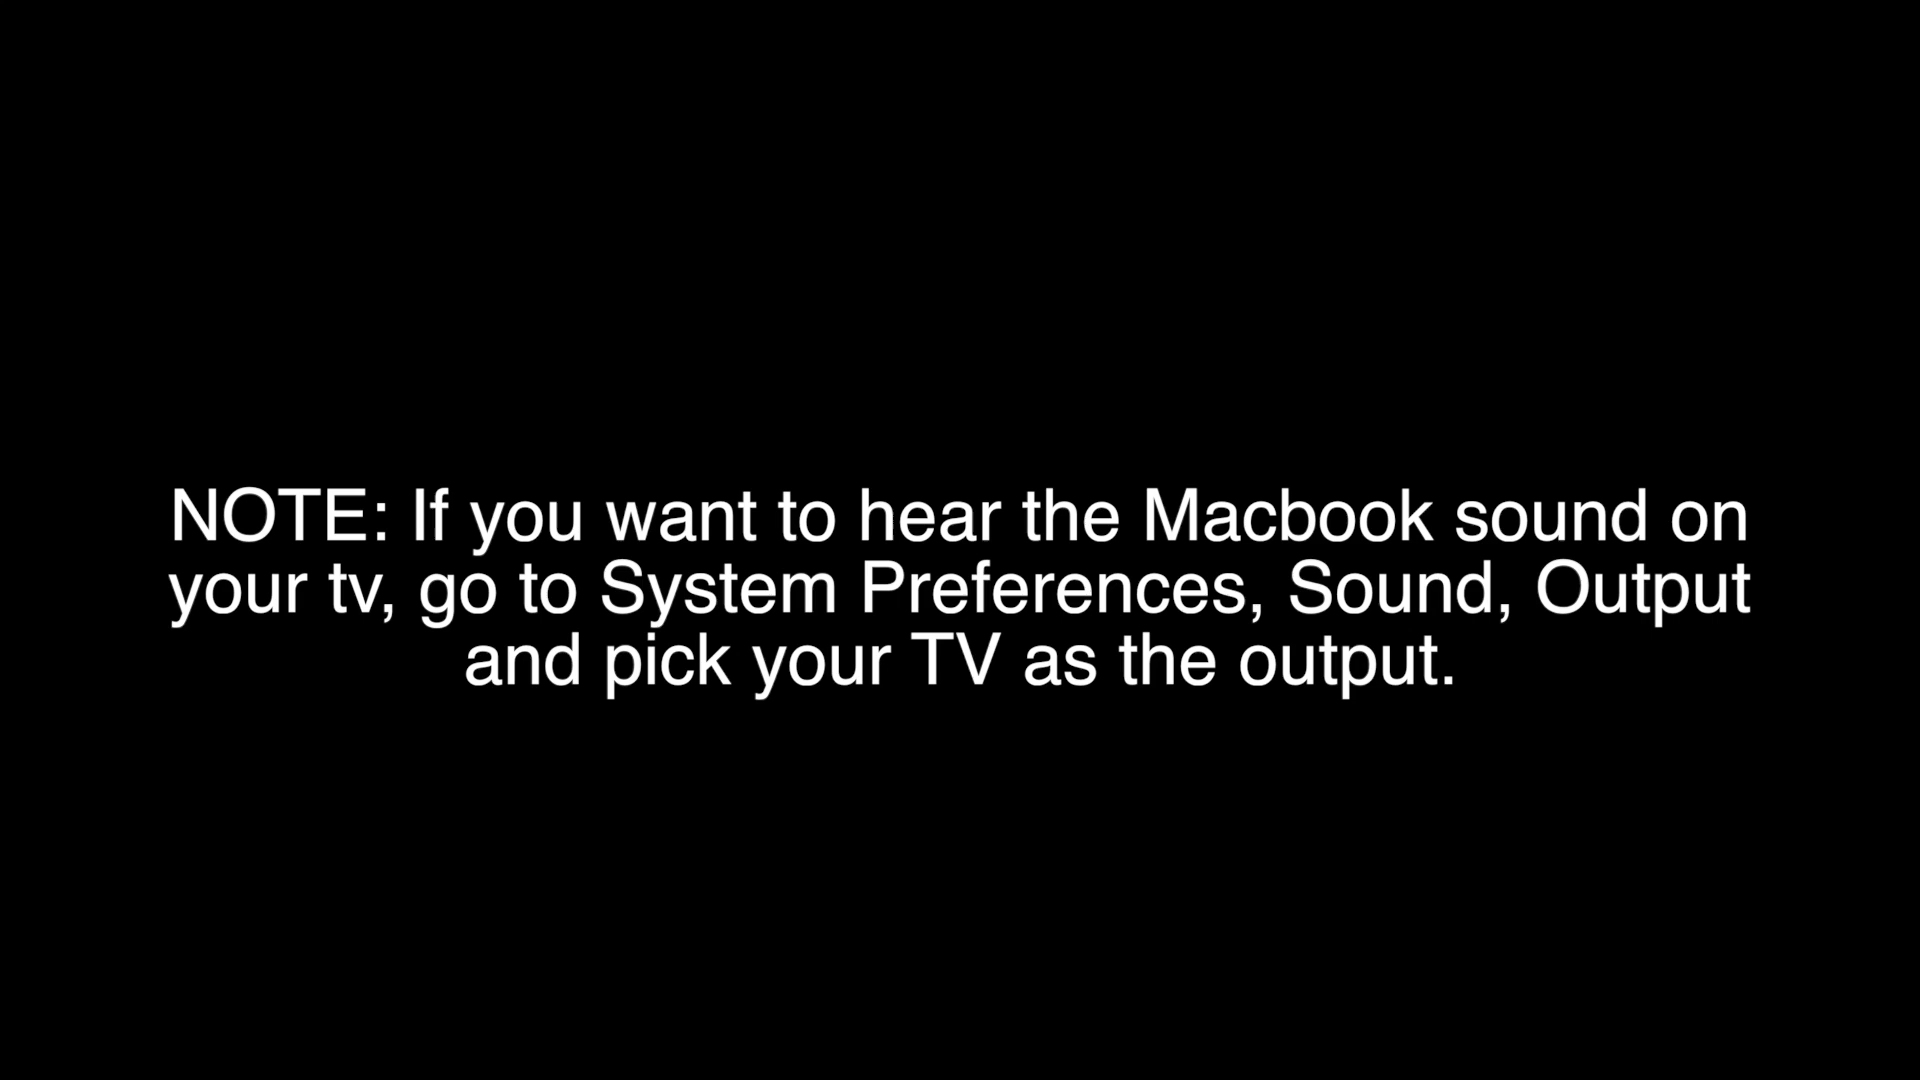 NOTE: If you want to hear the Macbook sound on
your tv, go to System Preferences, Sound, Output
and pick your TV as the output.